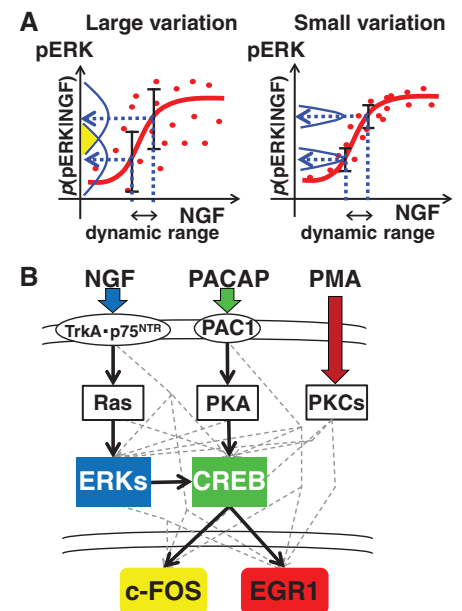 A
Large variation
Small variation
pERK
pERK
p(pERK|NGF)
p(pERK|NGF)
NGF
NGF
dynamic range
dynamic range
B
NGF PACAP PMA
TrkA·p75NTR
PAC1
Ras PKA PKCs
ERKs CREB
c-FOS EGR1